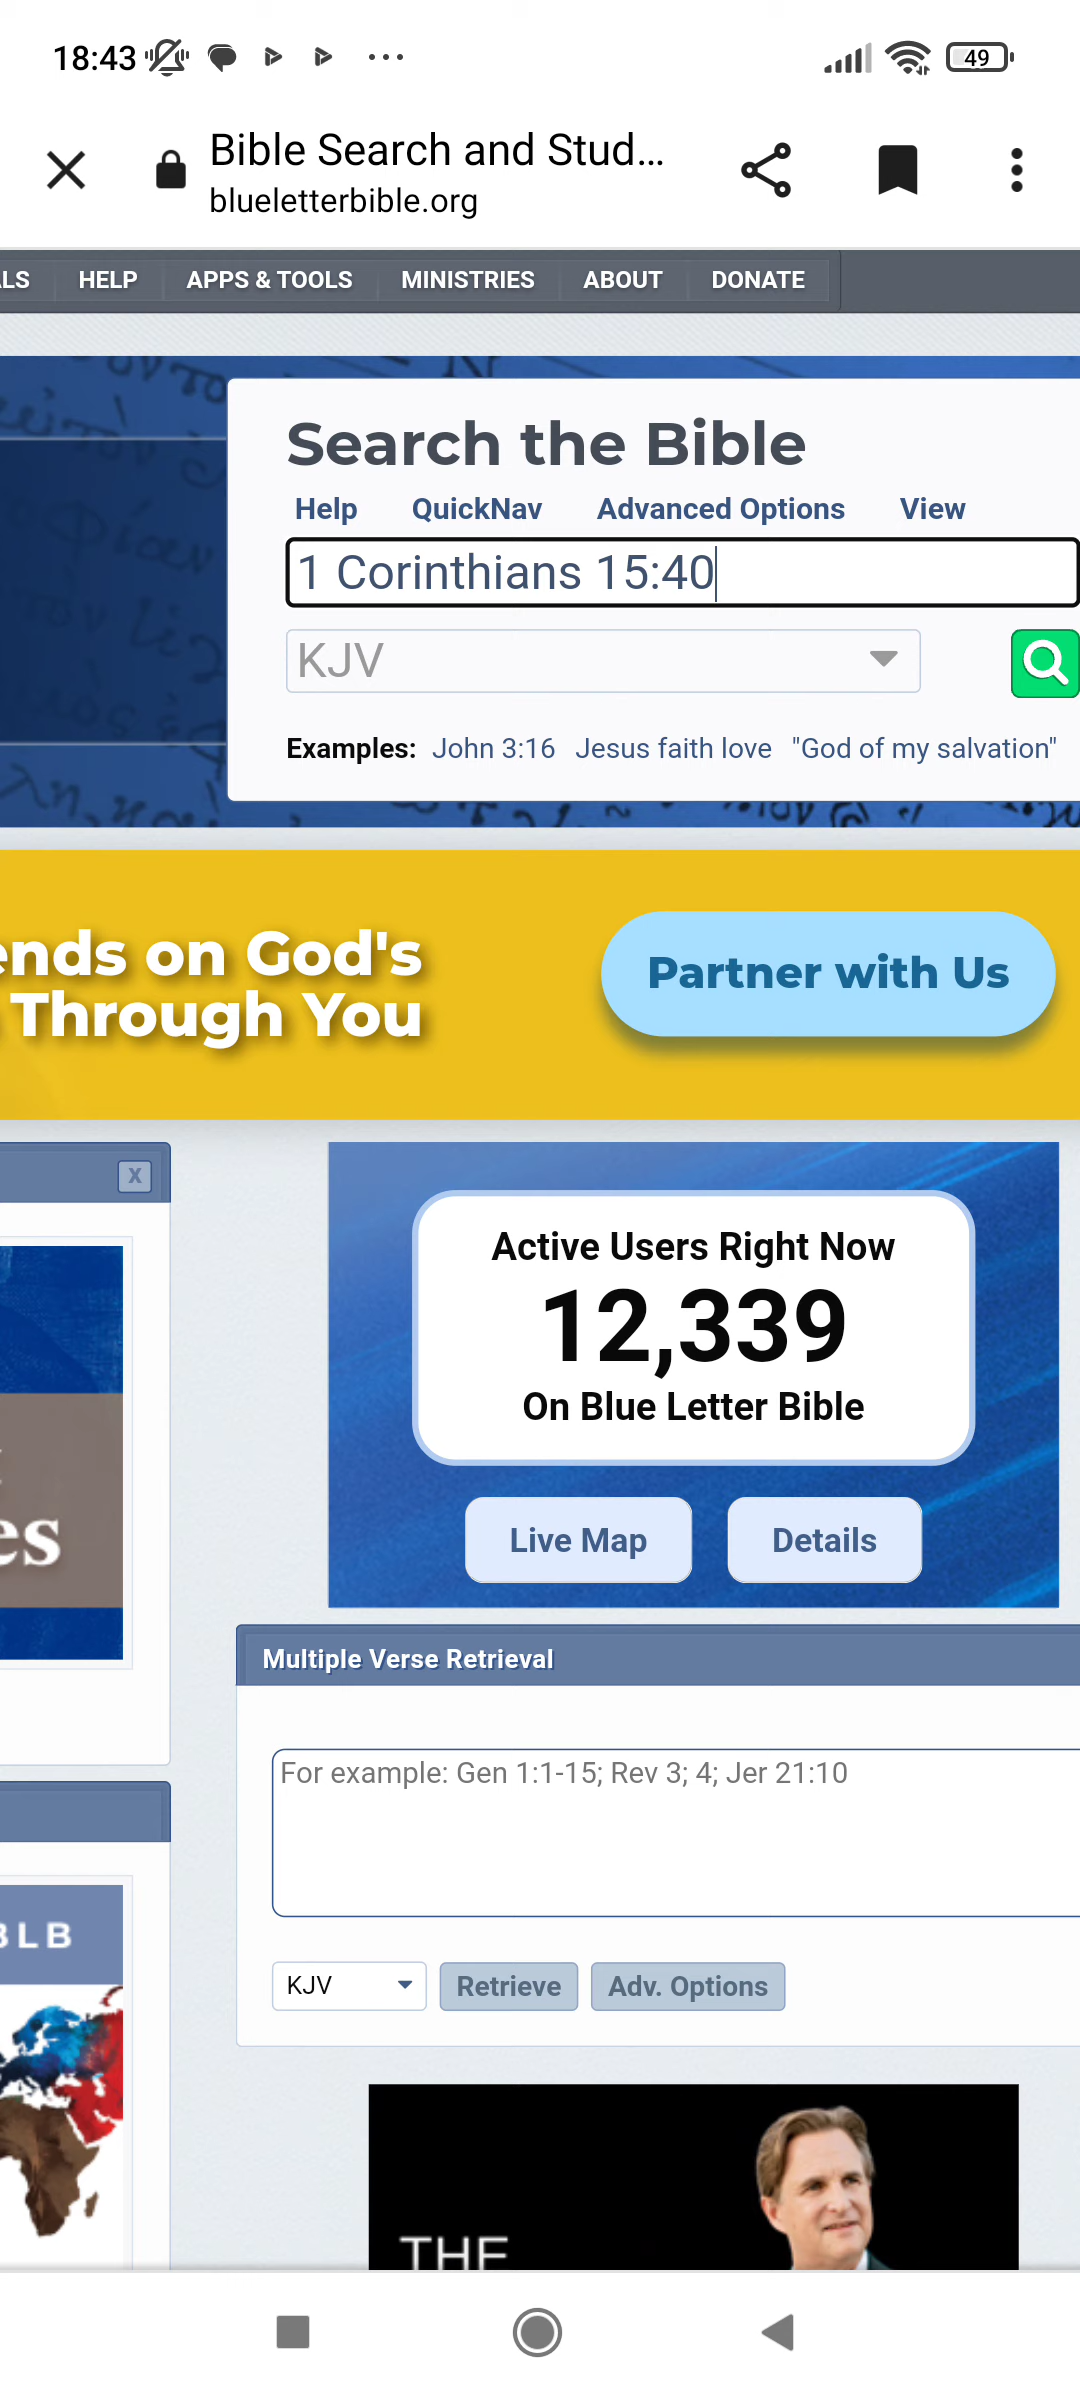 18:43
49
Bible Search and Stud...
blueletterbible.org
LS HELP APPS & TOOLS MINISTRIES ABOUT DONATE
Search the Bible
Help QuickNav Advanced Options View
1 Corinthians 15:40
KJV
Examples: John 3:16 Jesus faith love "God of my salvation"
ends on God's
Through You
Partner with Us
X
Active Users Right Now
12,339
On Blue Letter Bible
Live Map Details
es
Multiple Verse Retrieval
For example: Gen 1:1-15; Rev 3; 4; Jer 21:10
BLB
KJV Retrieve Adv. Options
THE